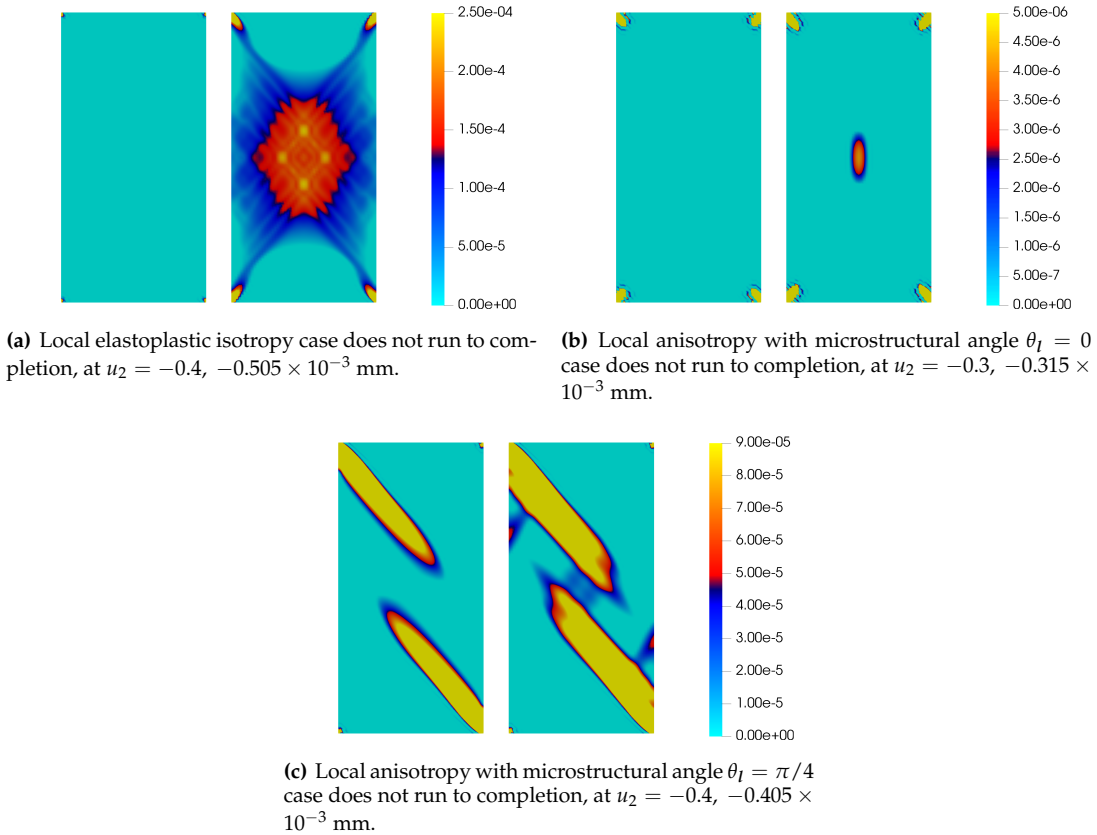 2.50e-04
2.00e-4
1.50e-4
1.00e-4
5.00e-5
0.00e+00
5.00e-06
4.50e-6
4.00e-6
3.50e-6
3.00e-6
2.50e-6
2.00e-6
1.50e-6
1.00e-6
5.00e-7
0.00e+00
(a) Local elastoplastic isotropy case does not run to com-
pletion, at u₂ = −0.4, −0.505 × 10⁻³ mm.
(b) Local anisotropy with microstructural angle θₗ = 0
case does not run to completion, at u₂ = −0.3, −0.315 ×
10⁻³ mm.
9.00e-05
8.00e-5
7.00e-5
6.00e-5
5.00e-5
4.00e-5
3.00e-5
2.00e-5
1.00e-5
0.00e+00
(c) Local anisotropy with microstructural angle θₗ = π/4
case does not run to completion, at u₂ = −0.4, −0.405 ×
10⁻³ mm.